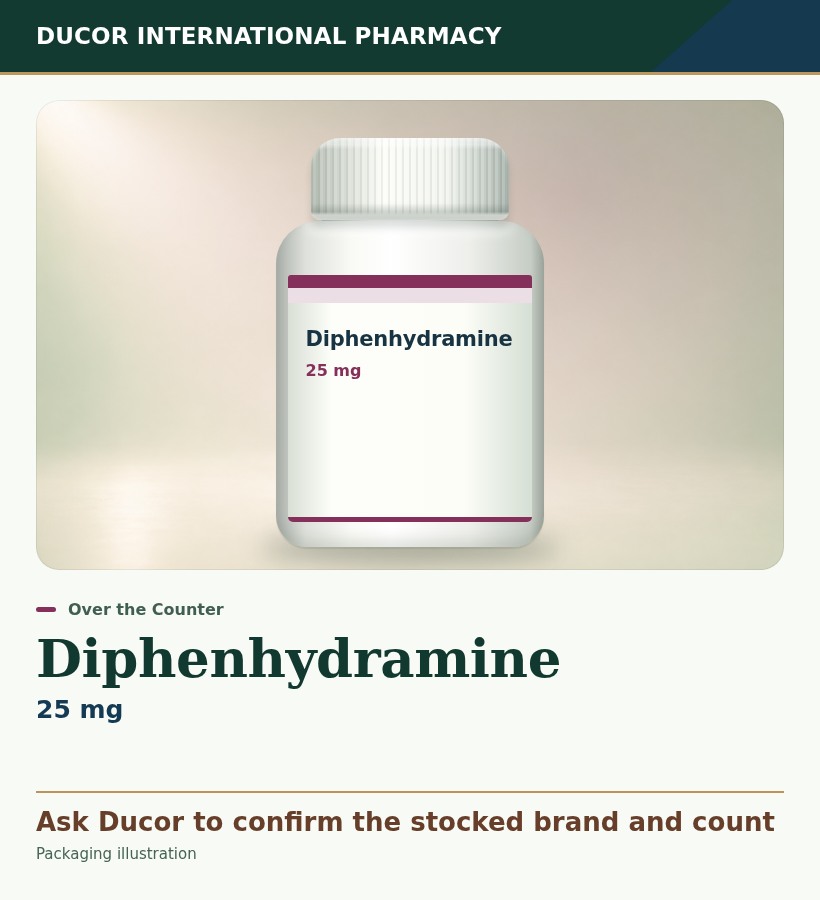 DUCOR INTERNATIONAL PHARMACY
Diphenhydramine
25 mg
Over the Counter
Diphenhydramine
25 mg
Ask Ducor to confirm the stocked brand and count
Packaging illustration